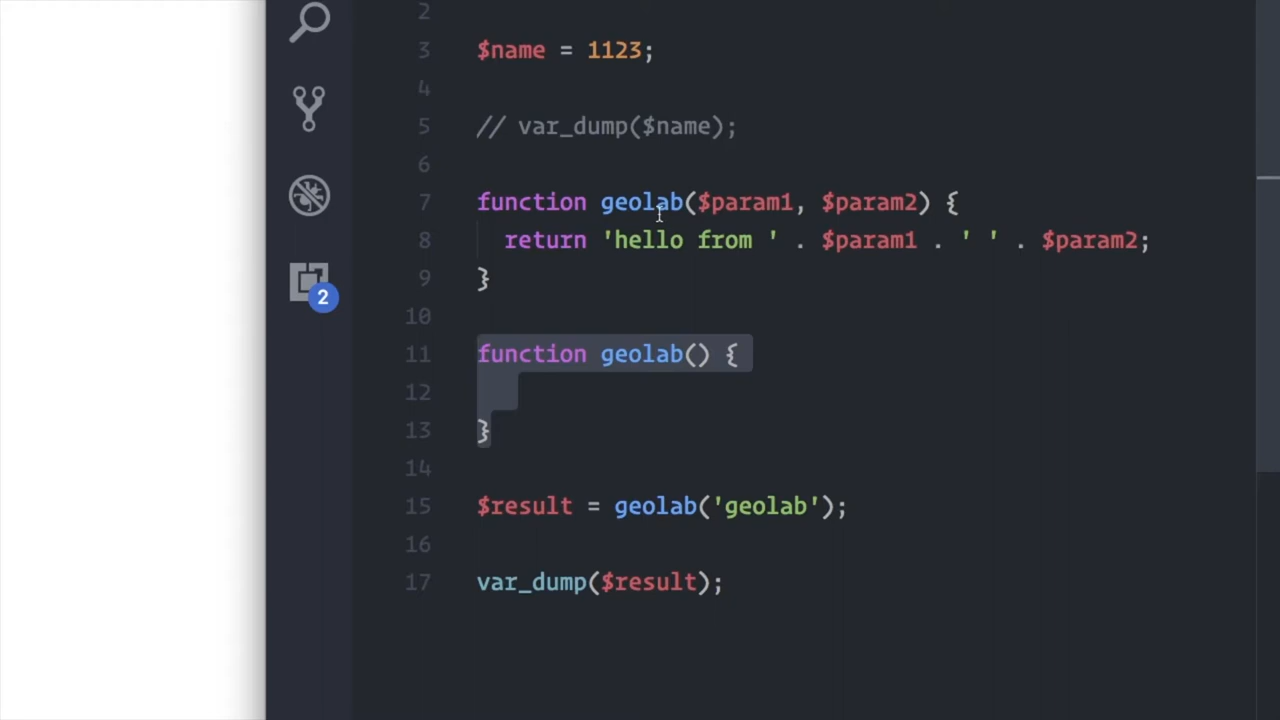 2
3 $name = 1123;
4
5 // var_dump($name);
6
7 function geolab($param1, $param2) {
8 return 'hello from ' . $param1 . ' ' . $param2;
9 }
10
11 function geolab() {
12
13 }
14
15 $result = geolab('geolab');
16
17 var_dump($result);
2